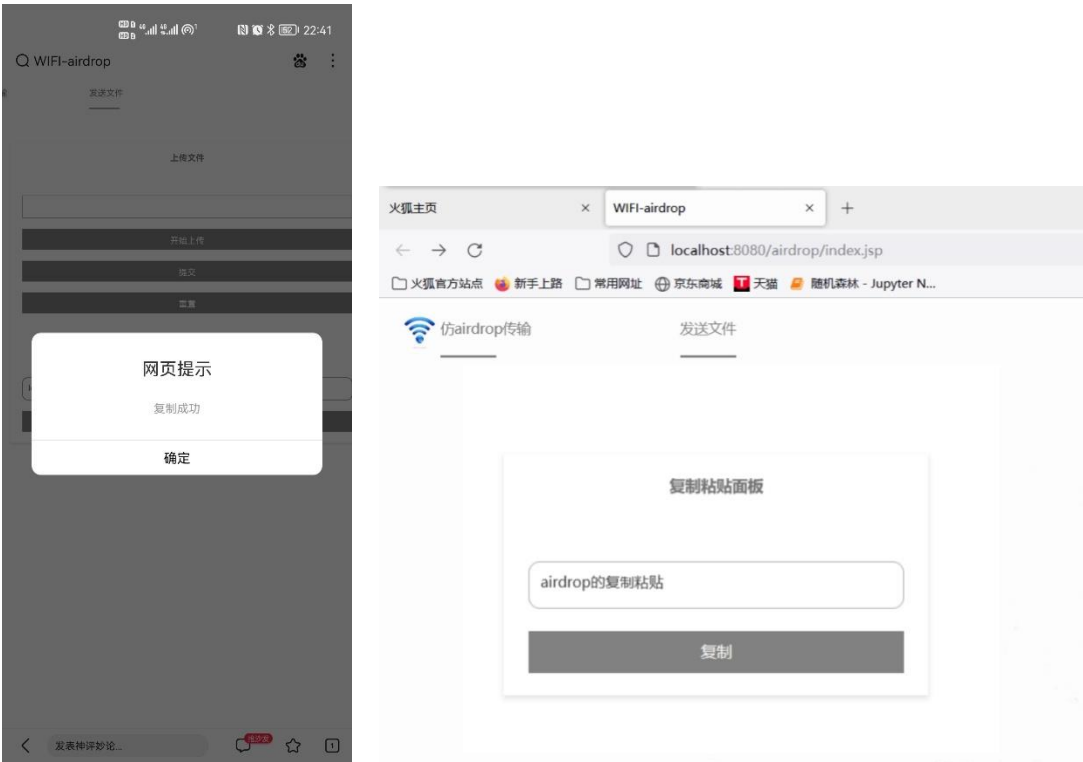 22:41
WIFI-airdrop
发送文件
上传文件
开始上传
提交
重置
网页提示
复制成功
确定
发表神评妙论...
抢沙发
1
火狐主页 × WIFI-airdrop × +
localhost:8080/airdrop/index.jsp
火狐官方站点 新手上路 常用网址 京东商城 天猫 随机森林 - Jupyter N...
仿airdrop传输 发送文件
复制粘贴面板
airdrop的复制粘贴
复制